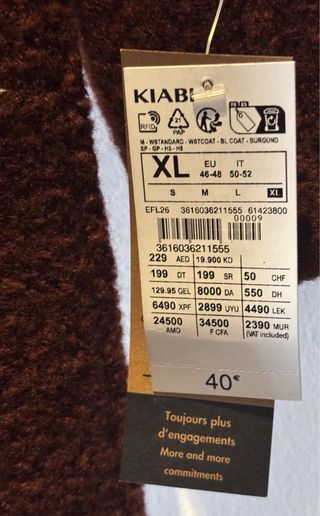 KIABI
RFID
21
PAP
FR
M - WSTANDARD - WSTCOAT - BL COAT - BURGUND
SP - GP - H5 - H6
XL
EU
46-48
IT
50-52
S M L XL
EFL26 3616036211555 61423800
00009
3616036211555
229 AED 19.900 KD
199 DT 199 SR 50 CHF
129.95 GEL 8000 DA 550 DH
6490 XPF 2899 UYU 4490 LEK
24500 AMD 34500 F CFA 2390 MUR
(VAT included)
40€
Toujours plus
d'engagements
More and more
commitments